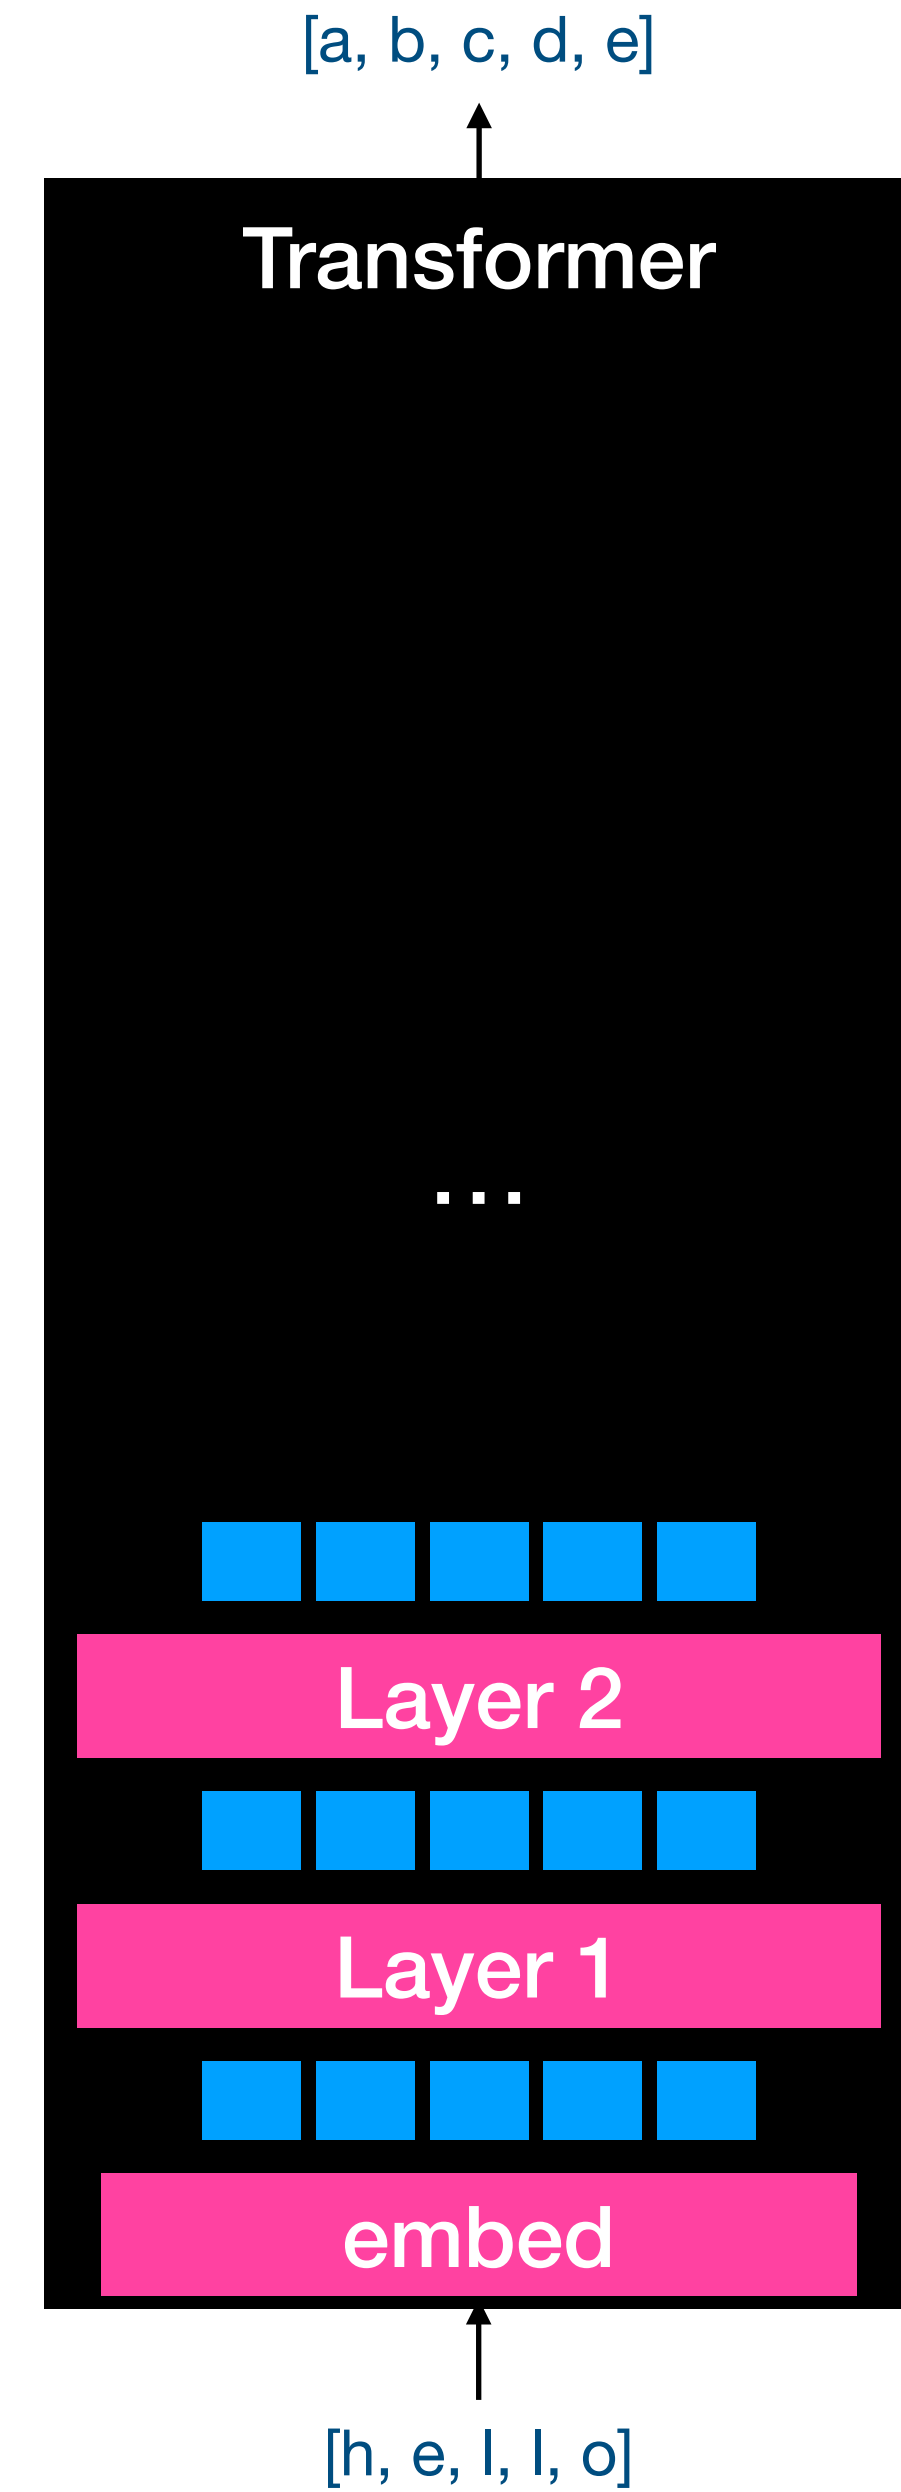 [a, b, c, d, e]
Transformer
...
Layer 2
Layer 1
embed
[h, e, l, l, o]